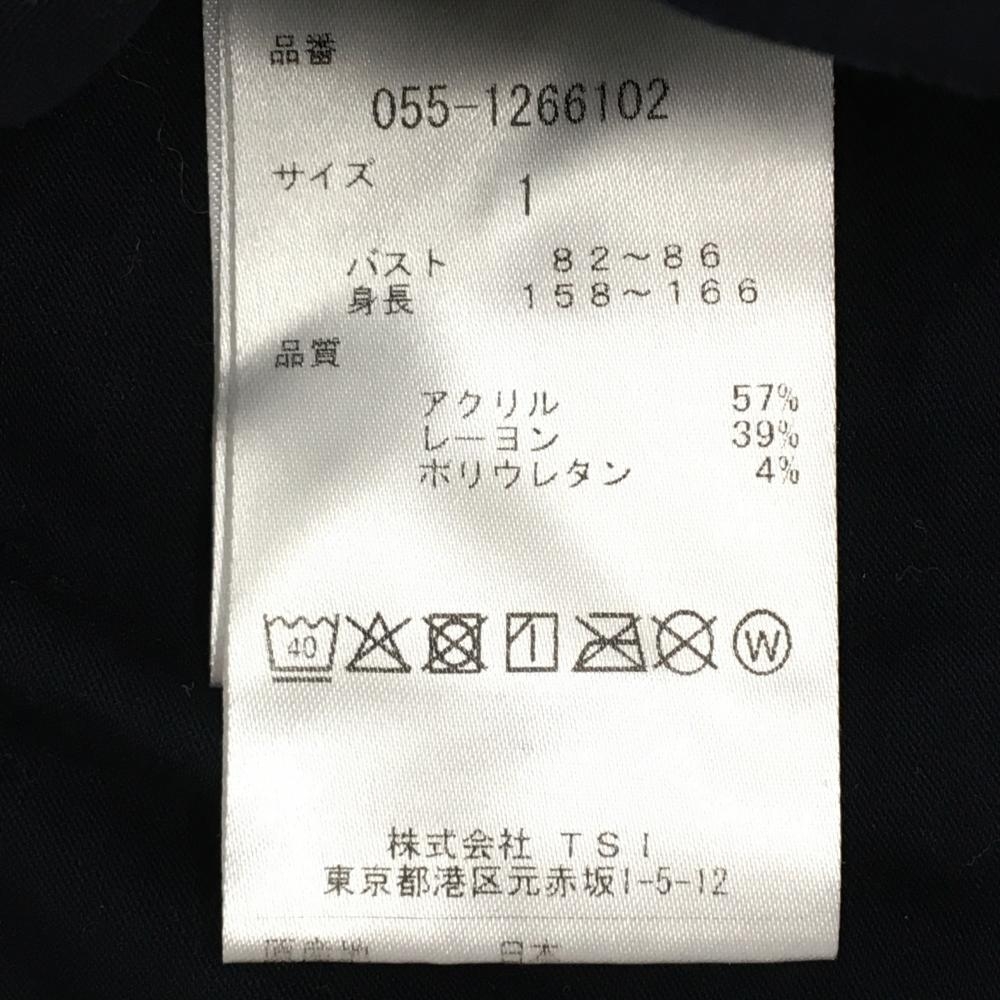 品番
055-1266102
サイズ 1
バスト 82～86
身長 158～166
品質
アクリル 57%
レーヨン 39%
ポリウレタン 4%
40 1 W
株式会社 TSI
東京都港区元赤坂1-5-12